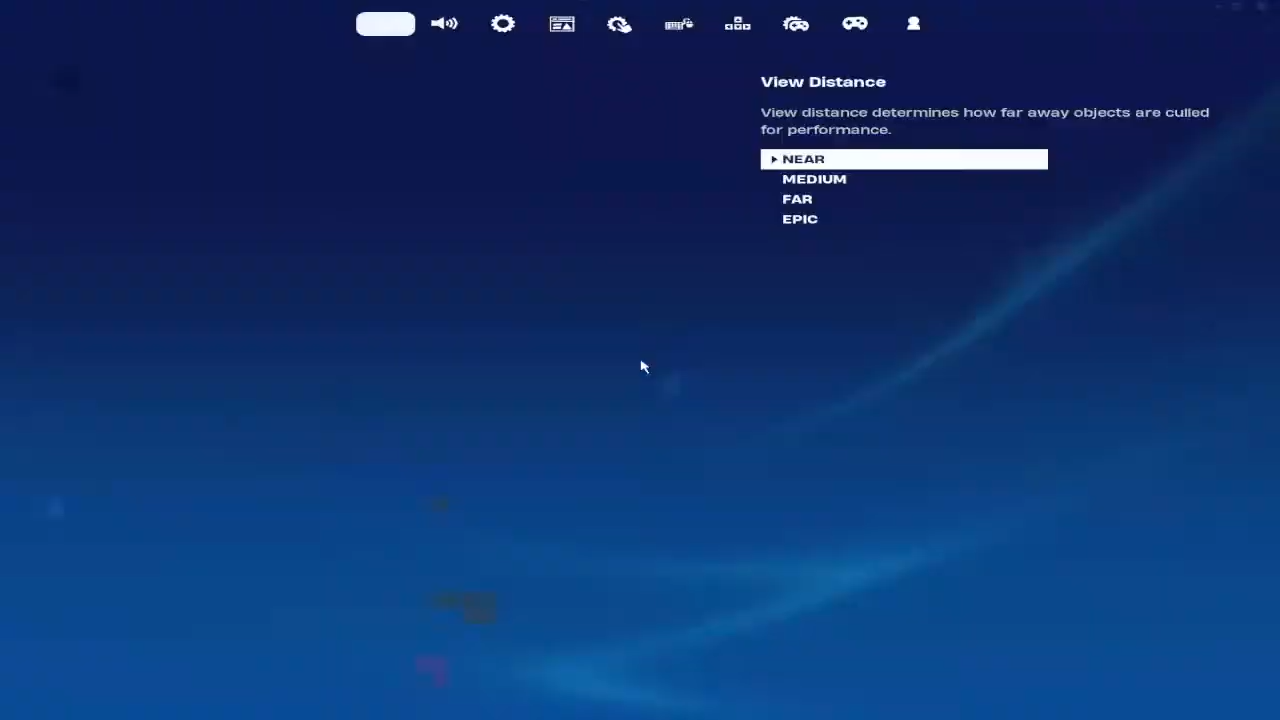 View Distance
View distance determines how far away objects are culled
for performance.
NEAR
MEDIUM
FAR
EPIC